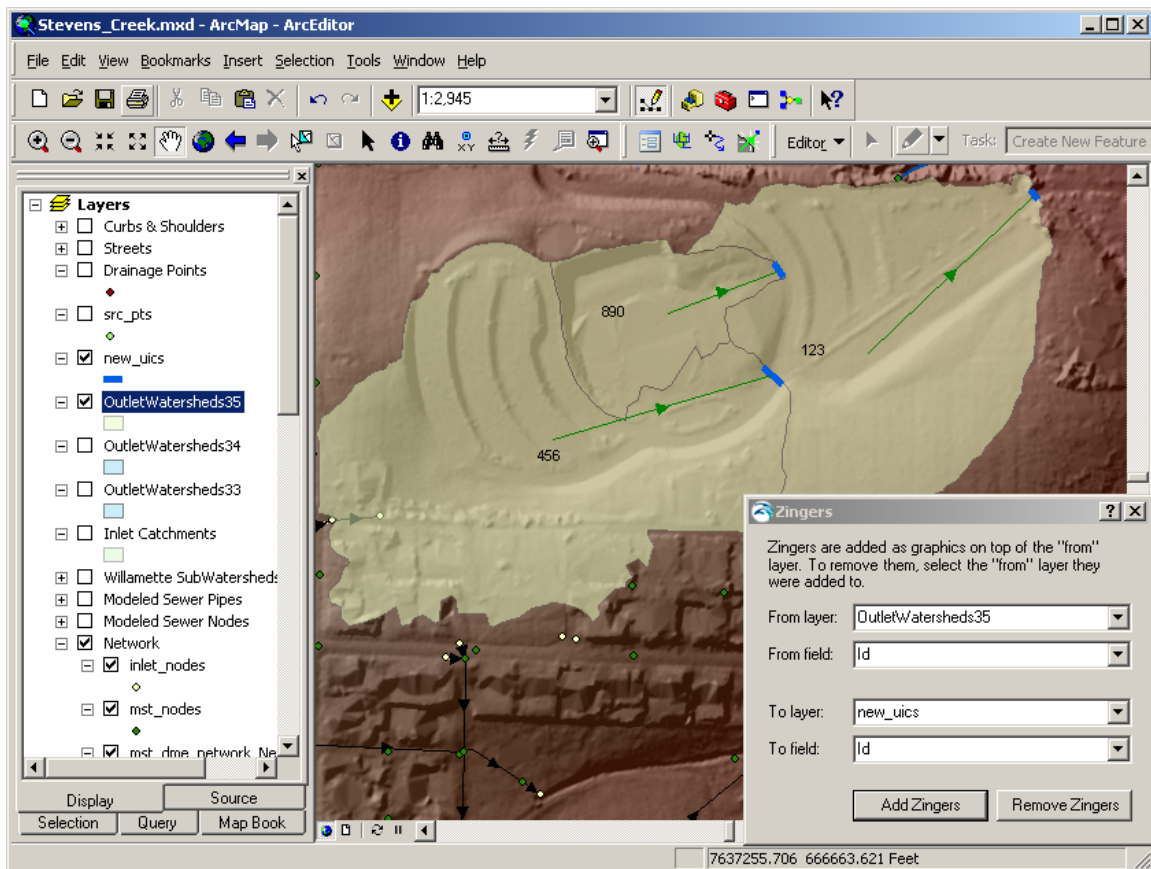 Stevens_Creek.mxd - ArcMap - ArcEditor
File Edit View Bookmarks Insert Selection Tools Window Help
1:2,945
XY
Editor
Task: Create New Feature
Layers
Curbs & Shoulders
Streets
Drainage Points
src_pts
new_uics
OutletWatersheds35
OutletWatersheds34
OutletWatersheds33
Inlet Catchments
Willamette SubWatersheds
Modeled Sewer Pipes
Modeled Sewer Nodes
Network
inlet_nodes
mst_nodes
mst_dme_network_Ne
Display Source
Selection Query Map Book
890
123
456
Zingers
Zingers are added as graphics on top of the "from"
layer. To remove them, select the "from" layer they
were added to.
From layer: OutletWatersheds35
From field: Id
To layer: new_uics
To field: Id
Add Zingers Remove Zingers
7637255.706 666663.621 Feet